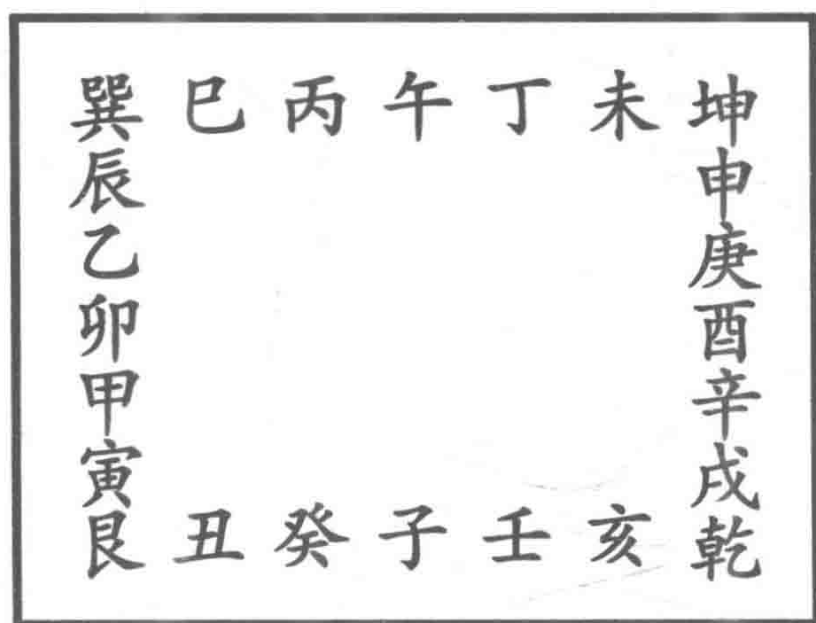 巽巳丙午丁未坤
辰申
乙庚
卯酉
甲辛
寅戌
艮丑癸子壬亥乾